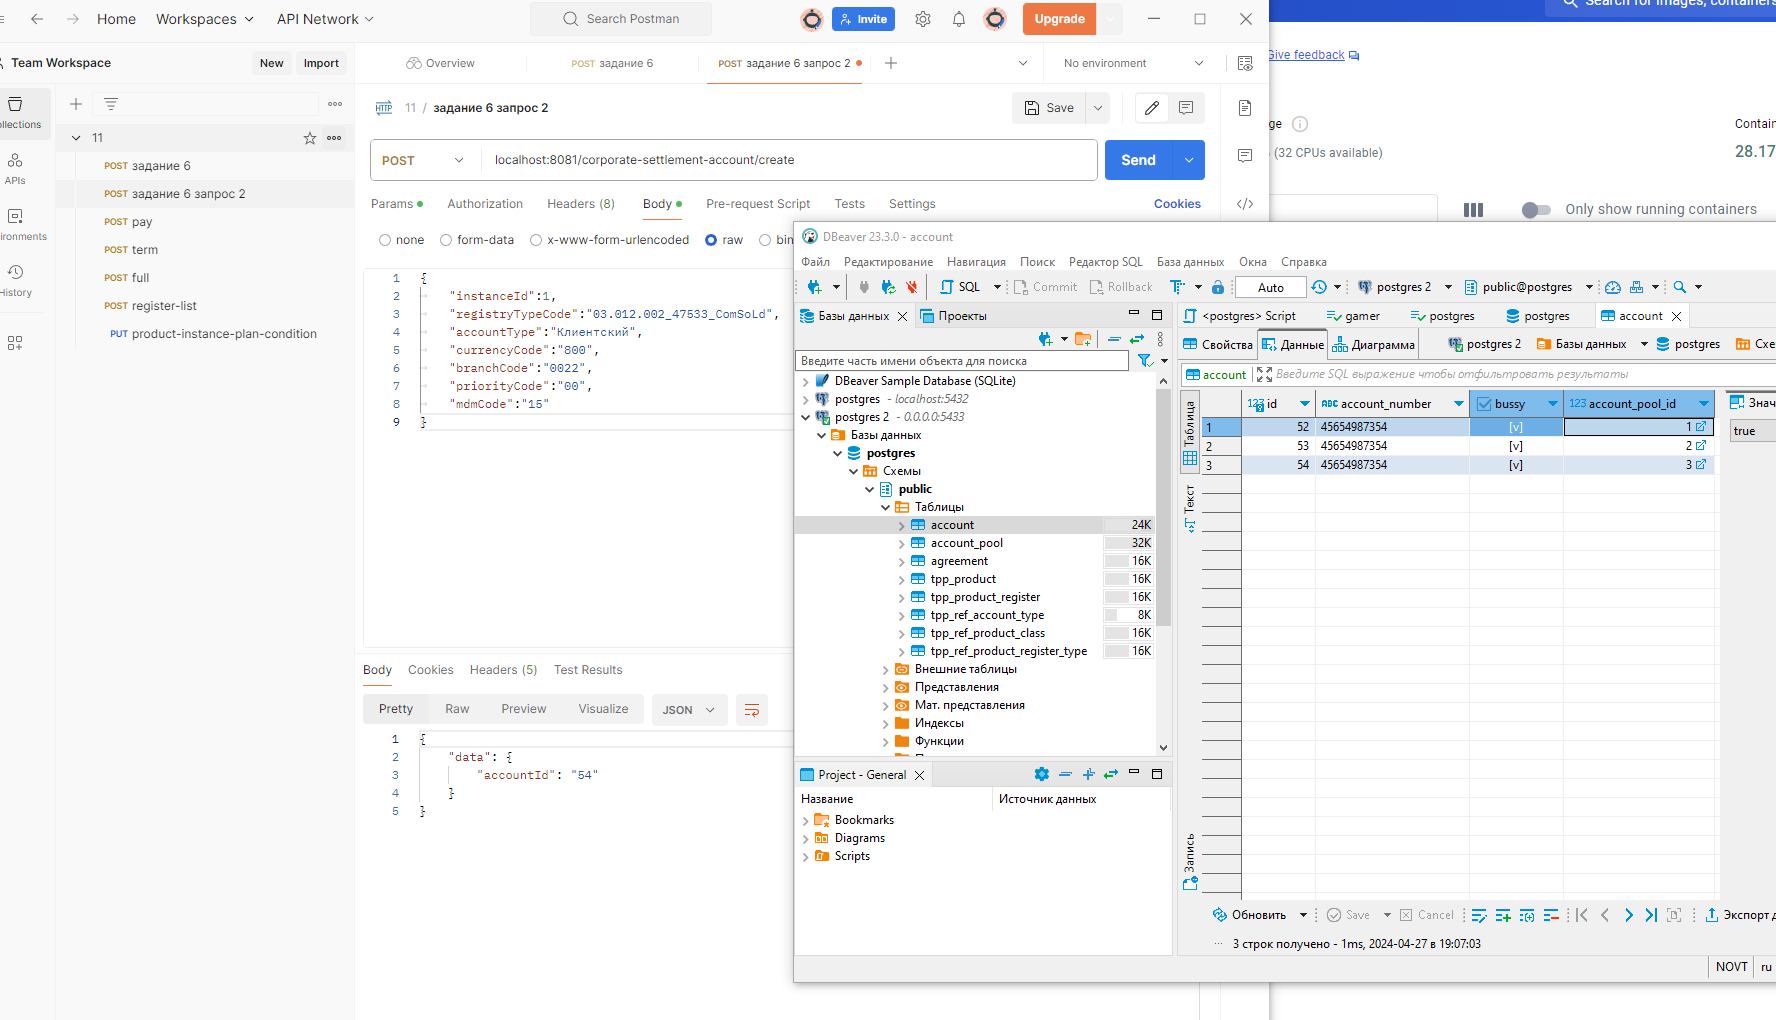 Home Workspaces API Network Search Postman Invite Upgrade
Search for images, containers
Team Workspace New Import
Overview POST задание 6 POST задание 6 запрос 2 No environment
Give feedback
HTTP 11 / задание 6 запрос 2 Save
11
POST задание 6
POST задание 6 запрос 2
POST pay
POST term
POST full
POST register-list
PUT product-instance-plan-condition
APIs
History
POST localhost:8081/corporate-settlement-account/create Send
(32 CPUs available)
28.17
Params Authorization Headers (8) Body Pre-request Script Tests Settings Cookies
Only show running containers
none form-data x-www-form-urlencoded raw bin
1 {
2 "instanceId":1,
3 "registryTypeCode":"03.012.002_47533_ComSoLd",
4 "accountType":"Клиентский",
5 "currencyCode":"800",
6 "branchCode":"0022",
7 "priorityCode":"00",
8 "mdmCode":"15"
9 }
Body Cookies Headers (5) Test Results
Pretty Raw Preview Visualize JSON
1 {
2 "data": {
3 "accountId": "54"
4 }
5 }
DBeaver 23.3.0 - account
Файл Редактирование Навигация Поиск Редактор SQL База данных Окна Справка
SQL Commit Rollback Auto postgres 2 public@postgres
Базы данных Проекты
<postgres> Script gamer postgres postgres account
Введите часть имени объекта для поиска
Свойства Данные Диаграмма postgres 2 Базы данных postgres Схе
account Введите SQL выражение чтобы отфильтровать результаты
DBeaver Sample Database (SQLite)
postgres - localhost:5432
postgres 2 - 0.0.0.0:5433
Базы данных
postgres
Схемы
public
Таблицы
account 24K
account_pool 32K
agreement 16K
tpp_product 16K
tpp_product_register 16K
tpp_ref_account_type 8K
tpp_ref_product_class 16K
tpp_ref_product_register_type 16K
Внешние таблицы
Представления
Мат. представления
Индексы
Функции
Таблица
Текст
Запись
123 id ABC account_number bussy 123 account_pool_id Знач
1 52 45654987354 [v] 1 true
2 53 45654987354 [v] 2
3 54 45654987354 [v] 3
Project - General
Название Источник данных
Bookmarks
Diagrams
Scripts
Обновить Save Cancel Экспорт д
3 строк получено - 1ms, 2024-04-27 в 19:07:03
NOVT ru